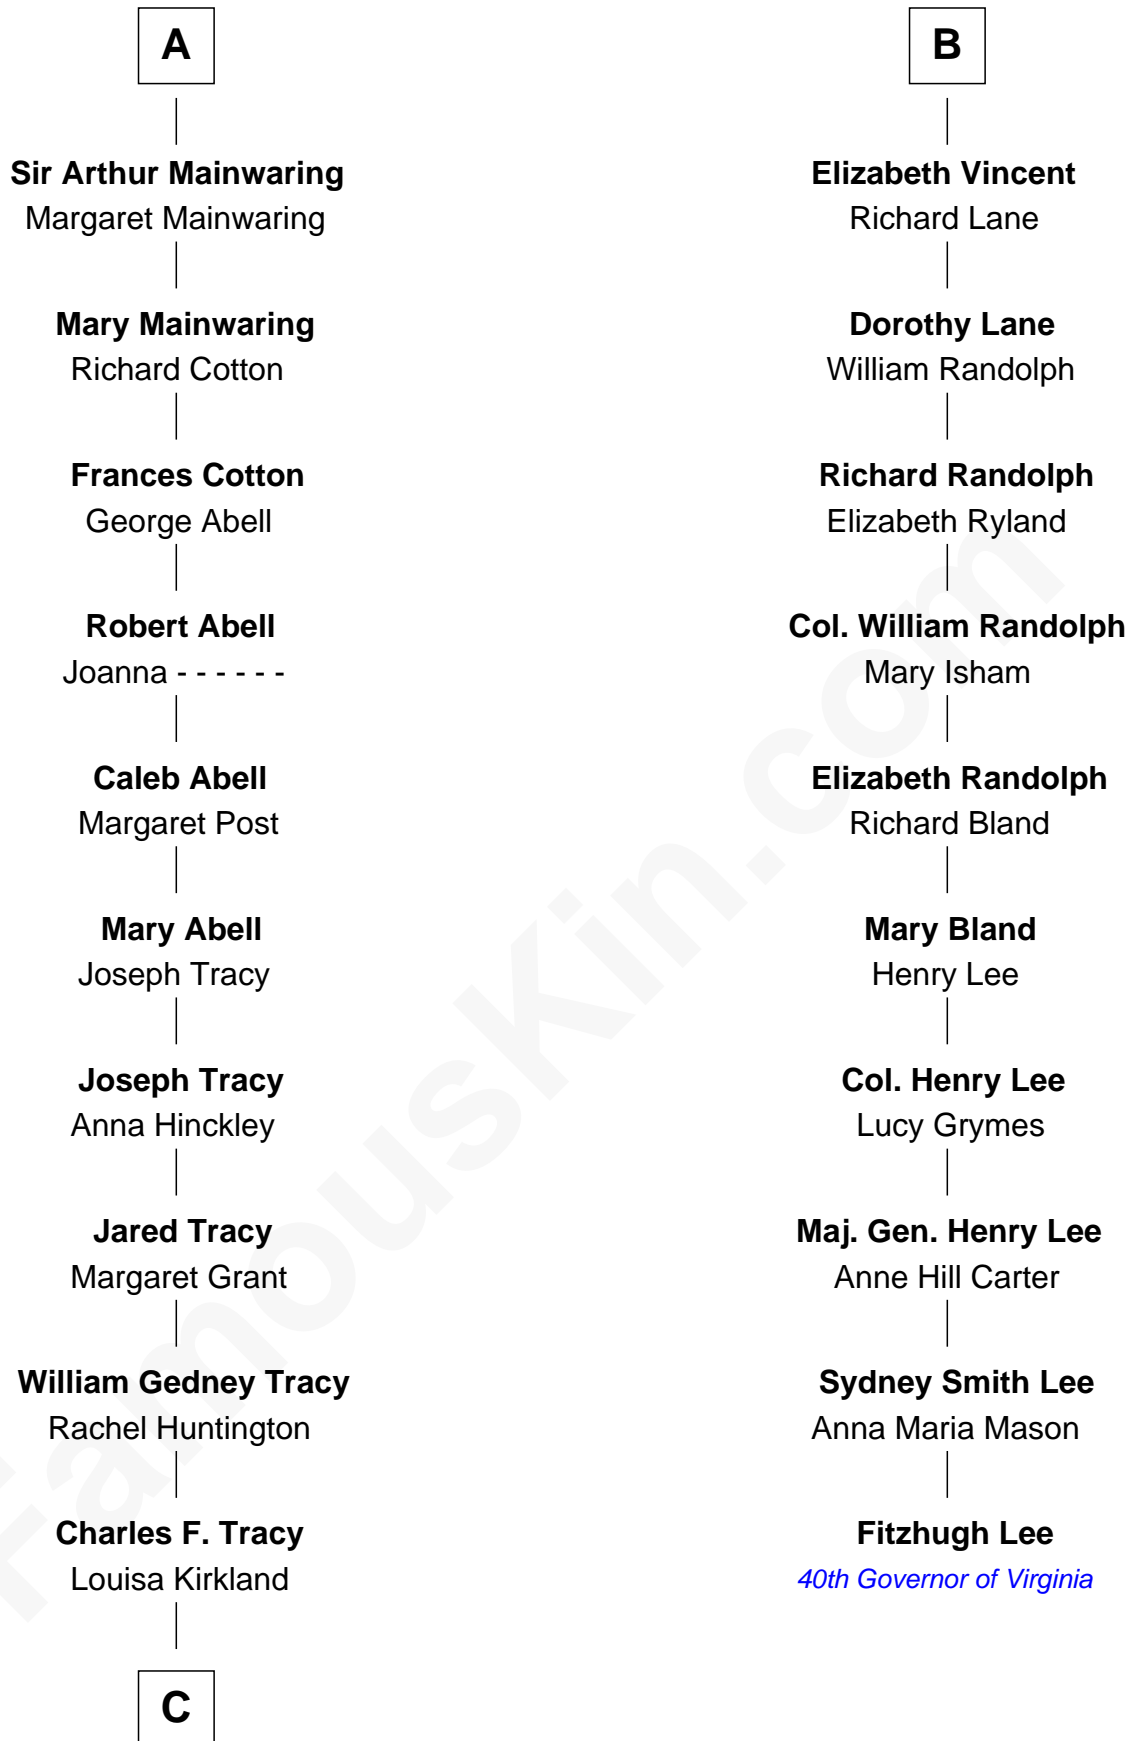 A
Sir Arthur Mainwaring
Margaret Mainwaring
Mary Mainwaring
Richard Cotton
Frances Cotton
George Abell
Robert Abell
Joanna - - - - - -
Caleb Abell
Margaret Post
Mary Abell
Joseph Tracy
Joseph Tracy
Anna Hinckley
Jared Tracy
Margaret Grant
William Gedney Tracy
Rachel Huntington
Charles F. Tracy
Louisa Kirkland
C
B
Elizabeth Vincent
Richard Lane
Dorothy Lane
William Randolph
Richard Randolph
Elizabeth Ryland
Col. William Randolph
Mary Isham
Elizabeth Randolph
Richard Bland
Mary Bland
Henry Lee
Col. Henry Lee
Lucy Grymes
Maj. Gen. Henry Lee
Anne Hill Carter
Sydney Smith Lee
Anna Maria Mason
Fitzhugh Lee
40th Governor of Virginia
FamousKin.com